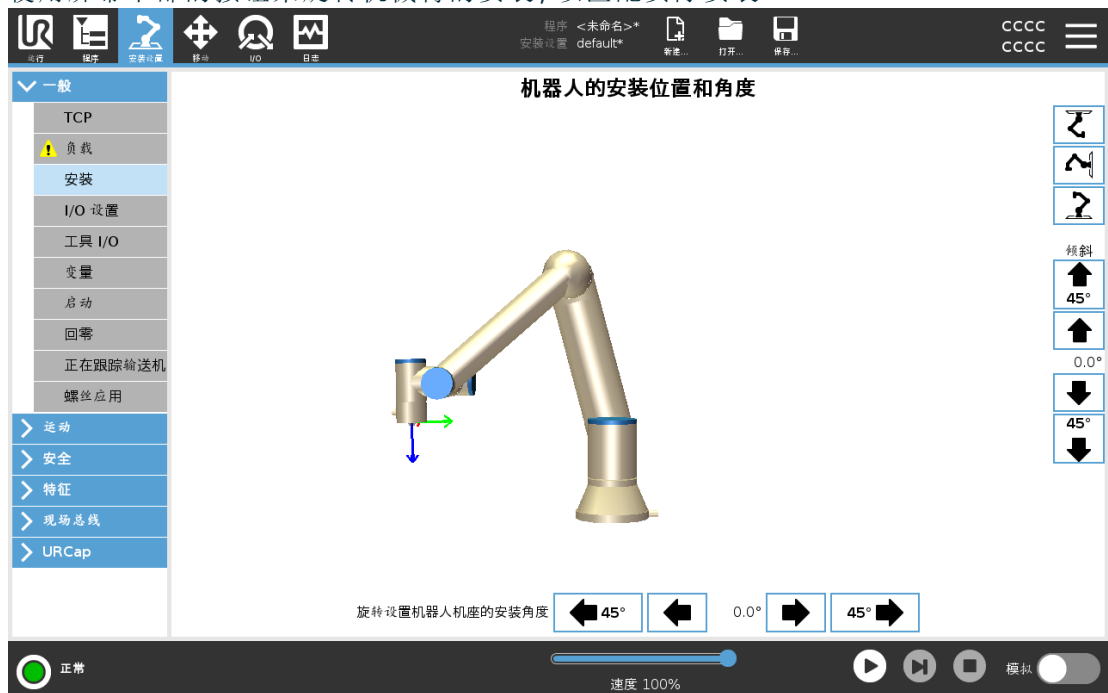 UR
程序 <未命名>*
安装设置 default*
运行 程序 安装设置 移动 I/O 日志 新建... 打开... 保存...
CCCC
CCCC
一般
机器人的安装位置和角度
TCP
负载
安装
I/O 设置
工具 I/O
变量
启动
回零
正在跟踪输送机
螺丝应用
运动
安全
特征
现场总线
URCap
倾斜
45°
0.0°
45°
旋转设置机器人机座的安装角度 45° 0.0° 45°
正常
速度 100%
模拟